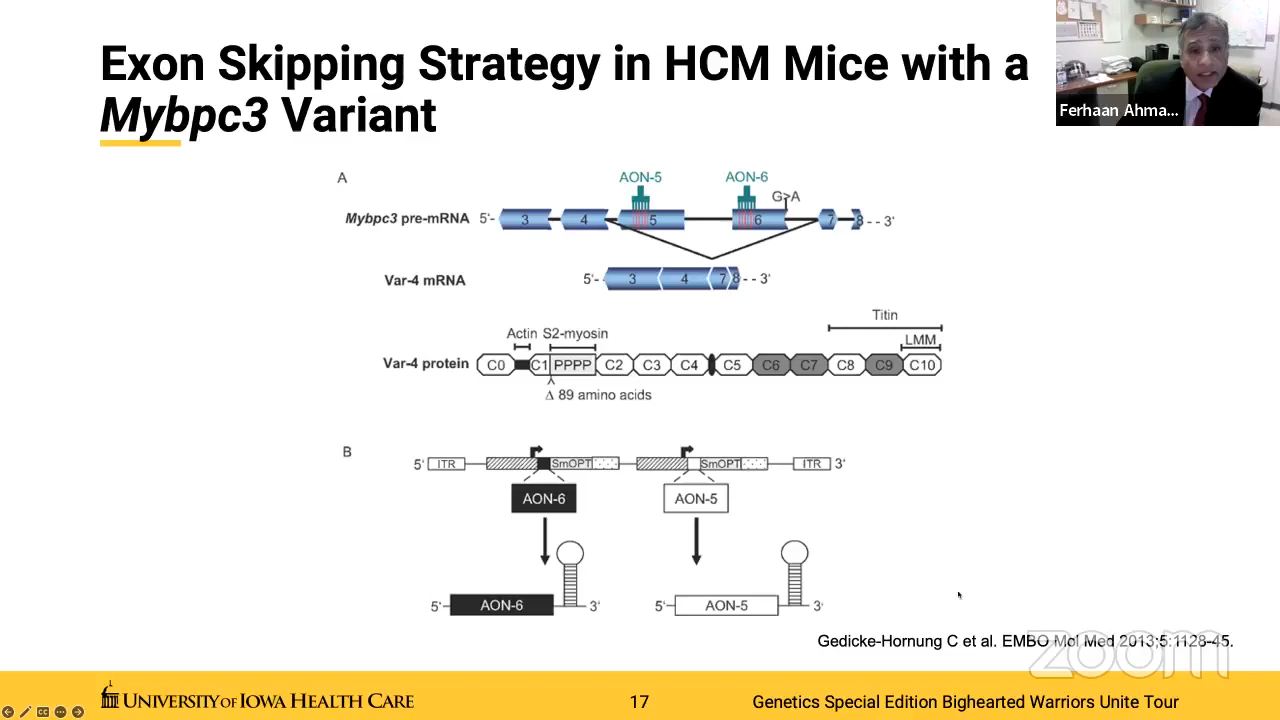 Exon Skipping Strategy in HCM Mice with a
Mybpc3 Variant
Ferhaan Ahma...
A
AON-5 AON-6
G>A
Mybpc3 pre-mRNA 5'- 3 4 5 6 7 8 - - 3'
Var-4 mRNA 5'- 3 4 7 8 - - 3'
Titin
Actin S2-myosin LMM
Var-4 protein C0 C1 PPPP C2 C3 C4 C5 C6 C7 C8 C9 C10
Δ 89 amino acids
B
5' ITR SmOPT SmOPT ITR 3'
AON-6 AON-5
5' AON-6 3' 5' AON-5 3'
Gedicke-Hornung C et al. EMBO Mol Med 2013;5:1128-45.
zoom
UNIVERSITY OF IOWA HEALTH CARE 17 Genetics Special Edition Bighearted Warriors Unite Tour